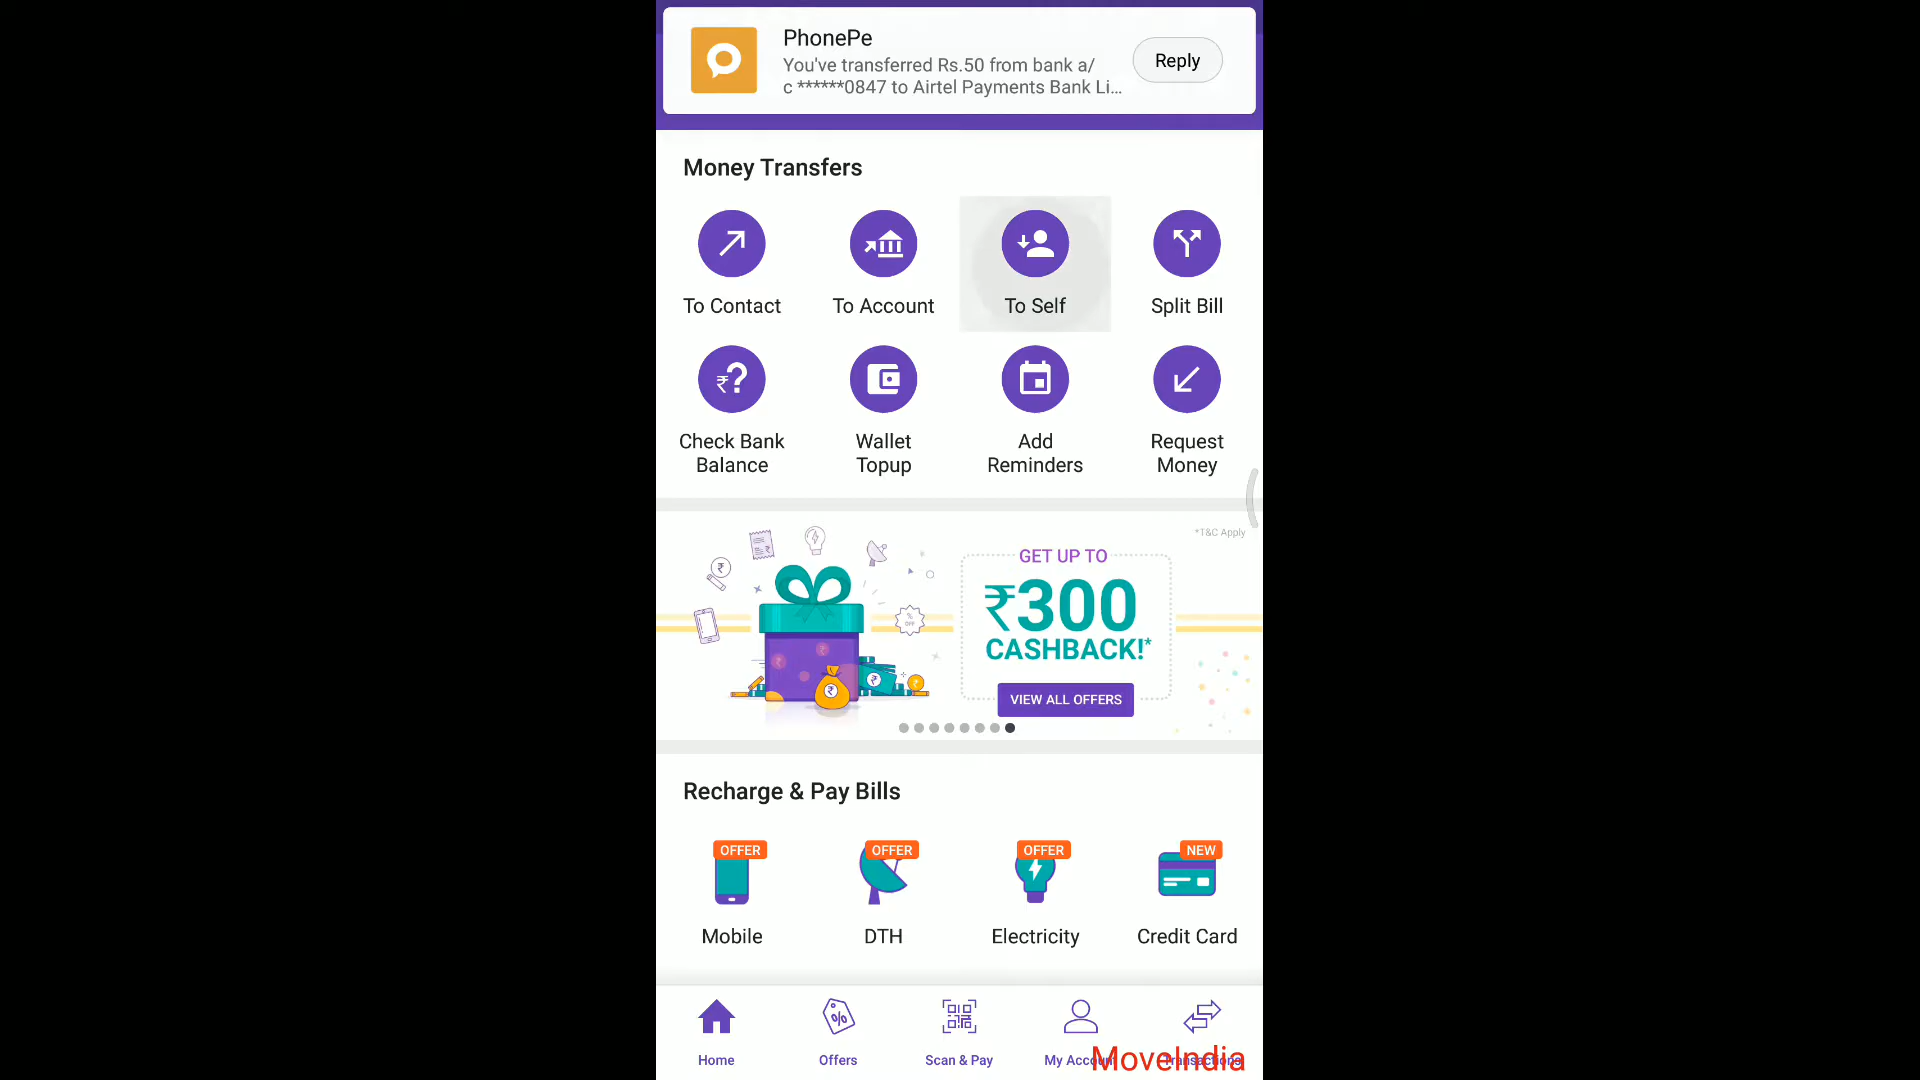 PhonePe
You've transferred Rs.50 from bank a/
c ******0847 to Airtel Payments Bank Li...
Reply
Money Transfers
To Contact
To Account
To Self
Split Bill
₹?
Check Bank
Balance
Wallet
Topup
Add
Reminders
Request
Money
*T&C Apply
GET UP TO
₹300
CASHBACK!*
VIEW ALL OFFERS
Recharge & Pay Bills
OFFER
OFFER
OFFER
NEW
Mobile
DTH
Electricity
Credit Card
Home
Offers
Scan & Pay
My Account
Transactions
MoveIndia